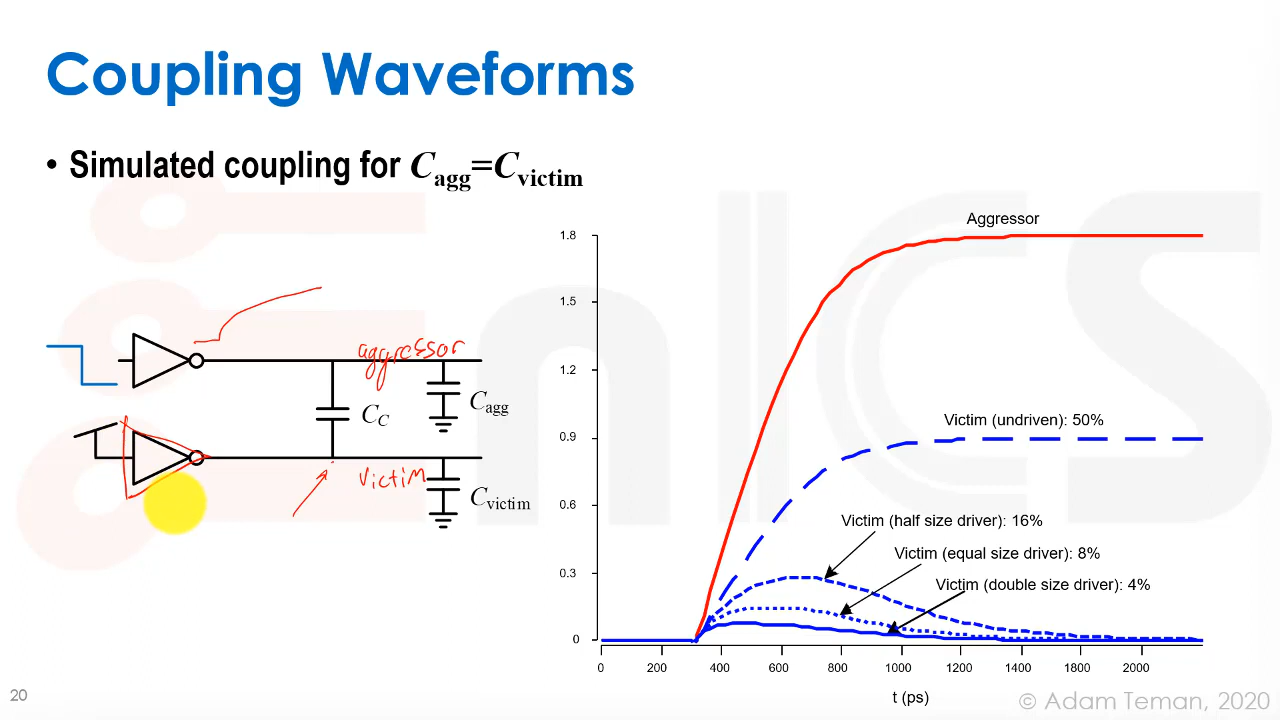 Coupling Waveforms
• Simulated coupling for Cagg=Cvictim
Aggressor
1.8
1.5
1.2
0.9
0.6
0.3
0
Victim (undriven): 50%
Victim (half size driver): 16%
Victim (equal size driver): 8%
Victim (double size driver): 4%
0 200 400 600 800 1000 1200 1400 1600 1800 2000
t (ps)
aggressor
Cagg
CC
victim
Cvictim
nICS
20
© Adam Teman, 2020